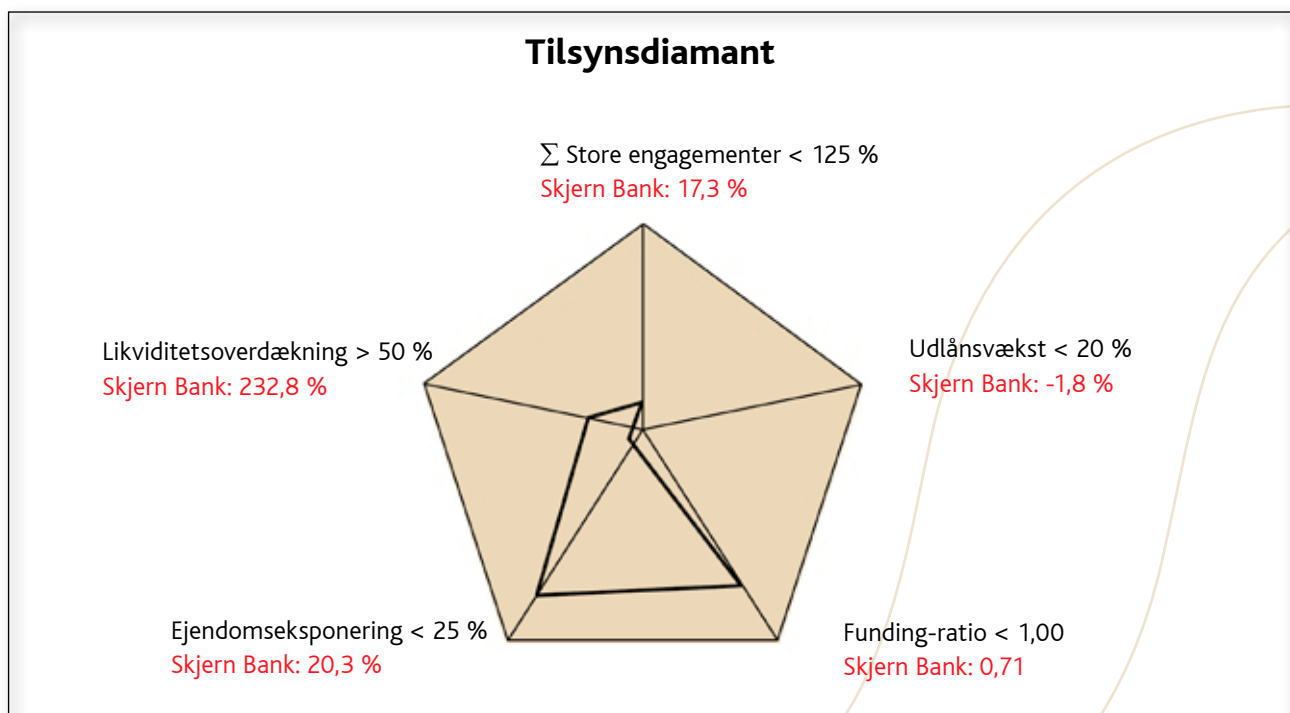 Tilsynsdiamant
∑ Store engagementer < 125 %
Skjern Bank: 17,3 %
Likviditetsoverdækning > 50 %
Skjern Bank: 232,8 %
Udlånsvækst < 20 %
Skjern Bank: -1,8 %
Ejendomseksponering < 25 %
Skjern Bank: 20,3 %
Funding-ratio < 1,00
Skjern Bank: 0,71